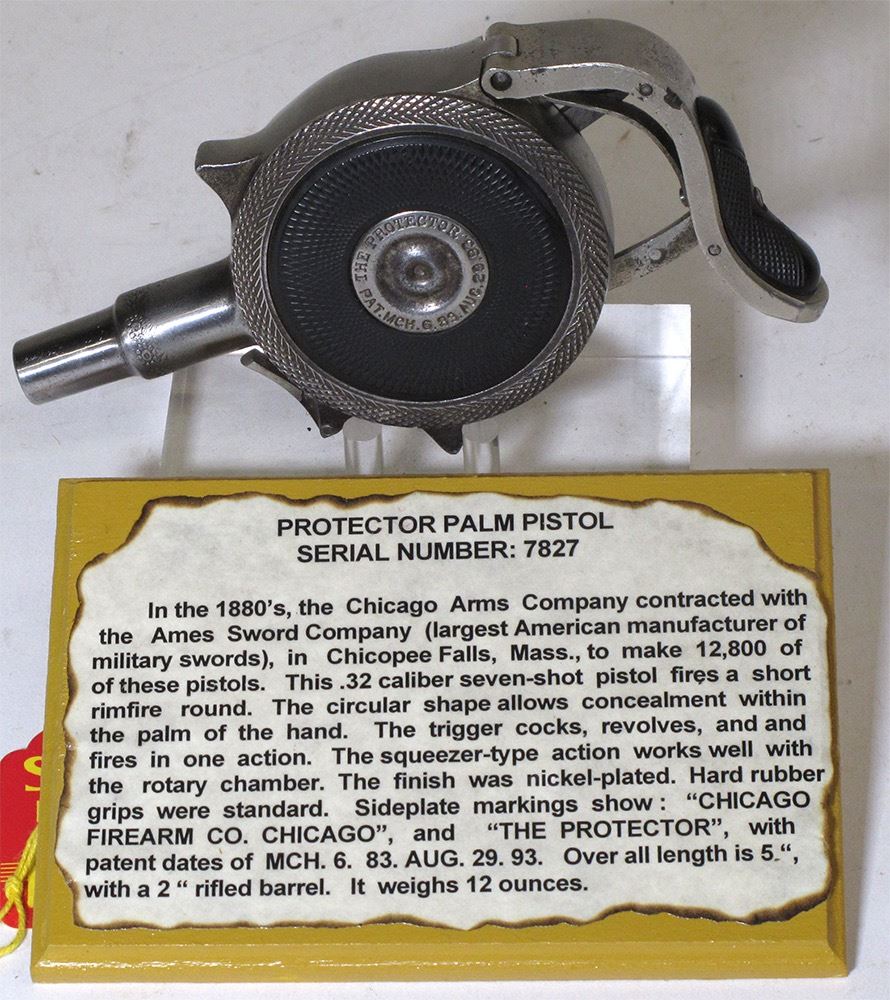 THE PROTECTOR CO'G
PAT. MCH. 6. 83. AUG. 29
PROTECTOR PALM PISTOL
SERIAL NUMBER: 7827
In the 1880's, the Chicago Arms Company contracted with
the Ames Sword Company (largest American manufacturer of
military swords), in Chicopee Falls, Mass., to make 12,800 of
of these pistols. This .32 caliber seven-shot pistol fires a short
rimfire round. The circular shape allows concealment within
the palm of the hand. The trigger cocks, revolves, and and
fires in one action. The squeezer-type action works well with
the rotary chamber. The finish was nickel-plated. Hard rubber
grips were standard. Sideplate markings show : “CHICAGO
FIREARM CO. CHICAGO”, and “THE PROTECTOR”, with
patent dates of MCH. 6. 83. AUG. 29. 93. Over all length is 5.“,
with a 2 “ rifled barrel. It weighs 12 ounces.